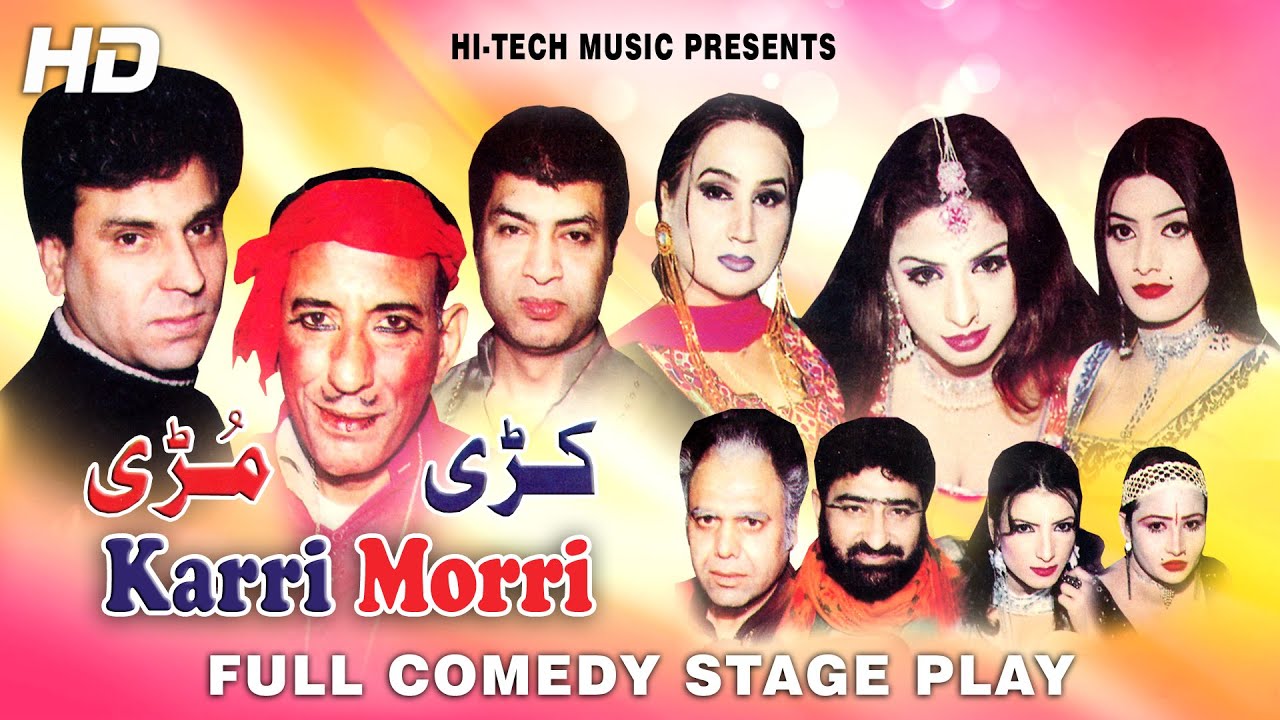 HD
HI-TECH MUSIC PRESENTS
کڑی مُڑی
Karri Morri
FULL COMEDY STAGE PLAY